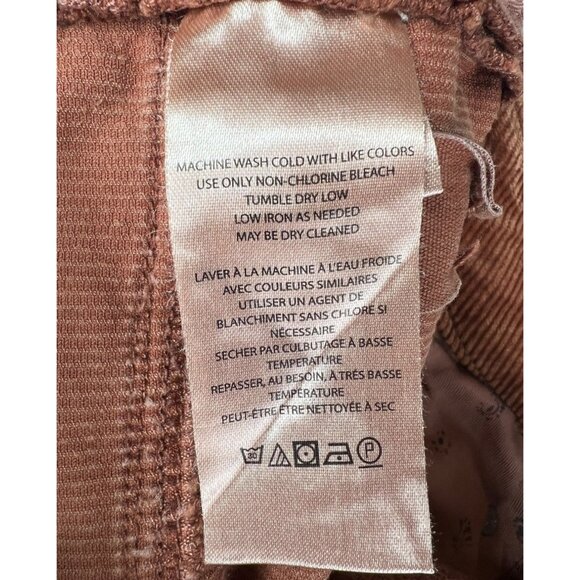 MACHINE WASH COLD WITH LIKE COLORS
USE ONLY NON-CHLORINE BLEACH
TUMBLE DRY LOW
LOW IRON AS NEEDED
MAY BE DRY CLEANED
LAVER À LA MACHINE À L'EAU FROIDE
AVEC COULEURS SIMILAIRES
UTILISER UN AGENT DE
BLANCHIMENT SANS CHLORE SI
NÉCESSAIRE
SECHER PAR CULBUTAGE À BASSE
TEMPERATURE
REPASSER, AU BESOIN, À TRÈS BASSE
TEMPÉRATURE
PEUT-ÊTRE ÊTRE NETTOYÉE À SEC
30 P